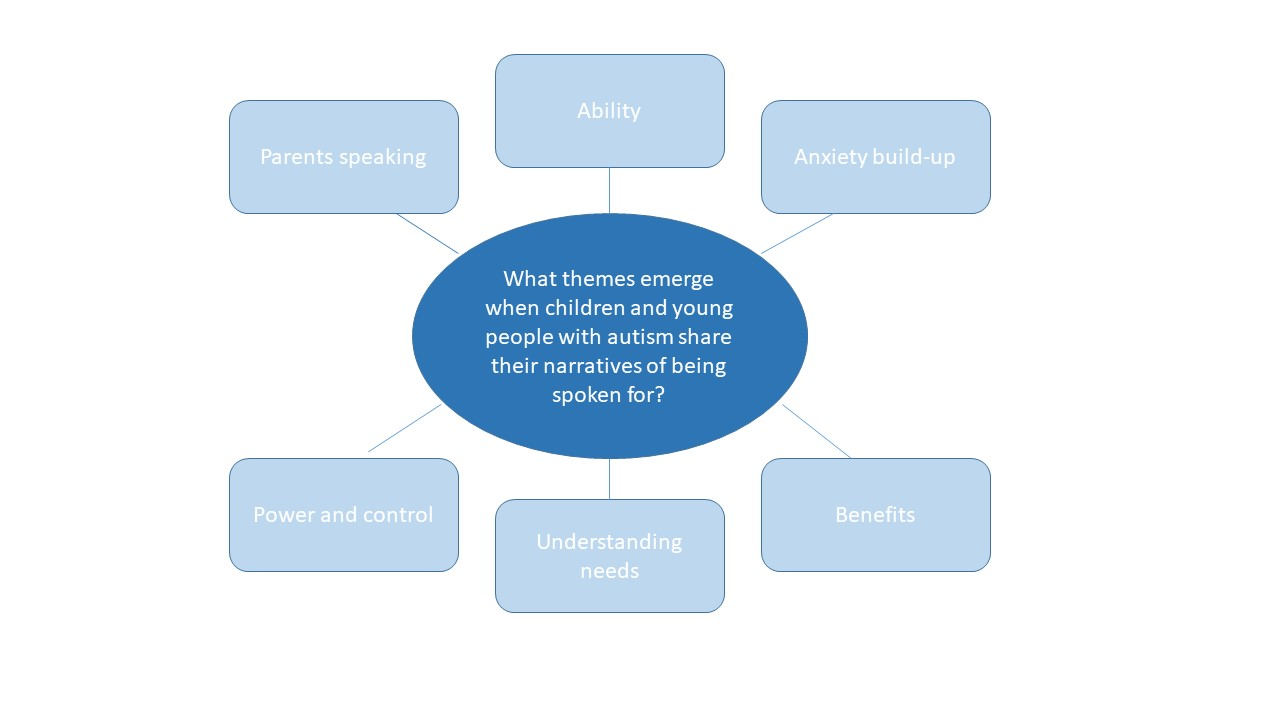 Ability
Parents speaking
Anxiety build-up
What themes emerge
when children and young
people with autism share
their narratives of being
spoken for?
Power and control
Understanding
needs
Benefits